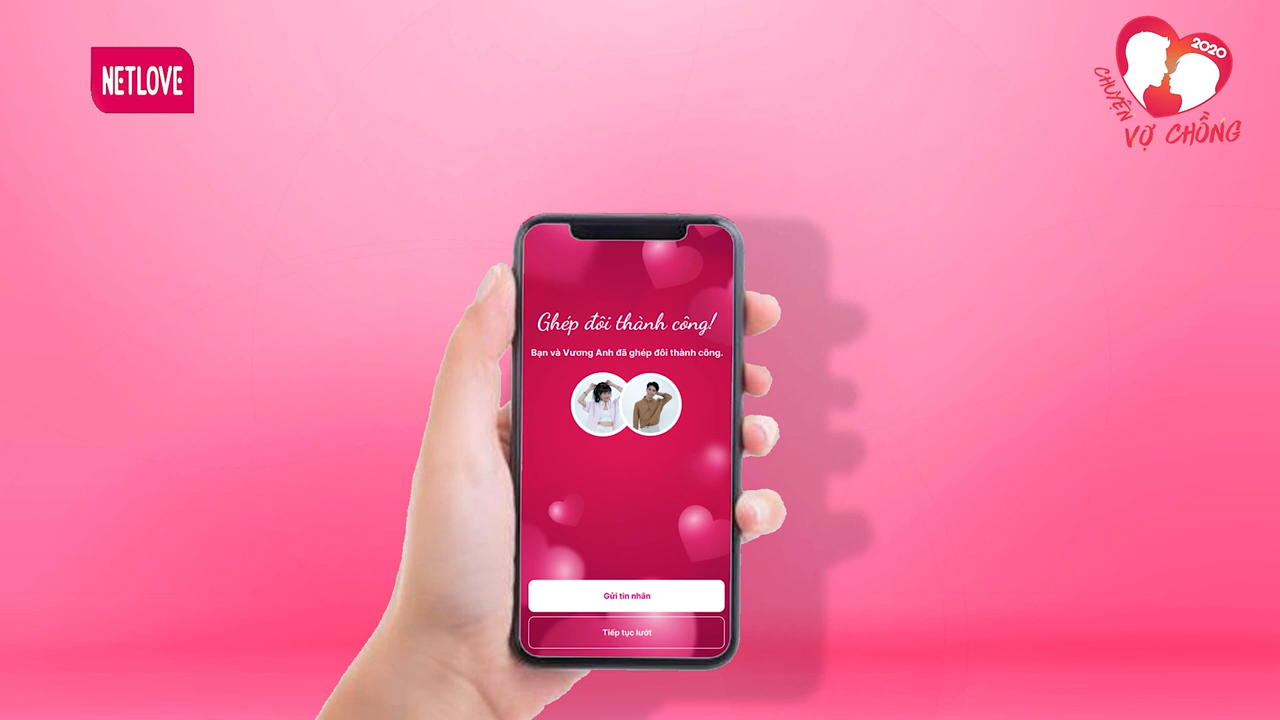 NETLOVE
2020
CHUYỆN
VỢ CHỒNG
Ghép đôi thành công!
Bạn và Vương Anh đã ghép đôi thành công.
Gửi tin nhắn
Tiếp tục lướt